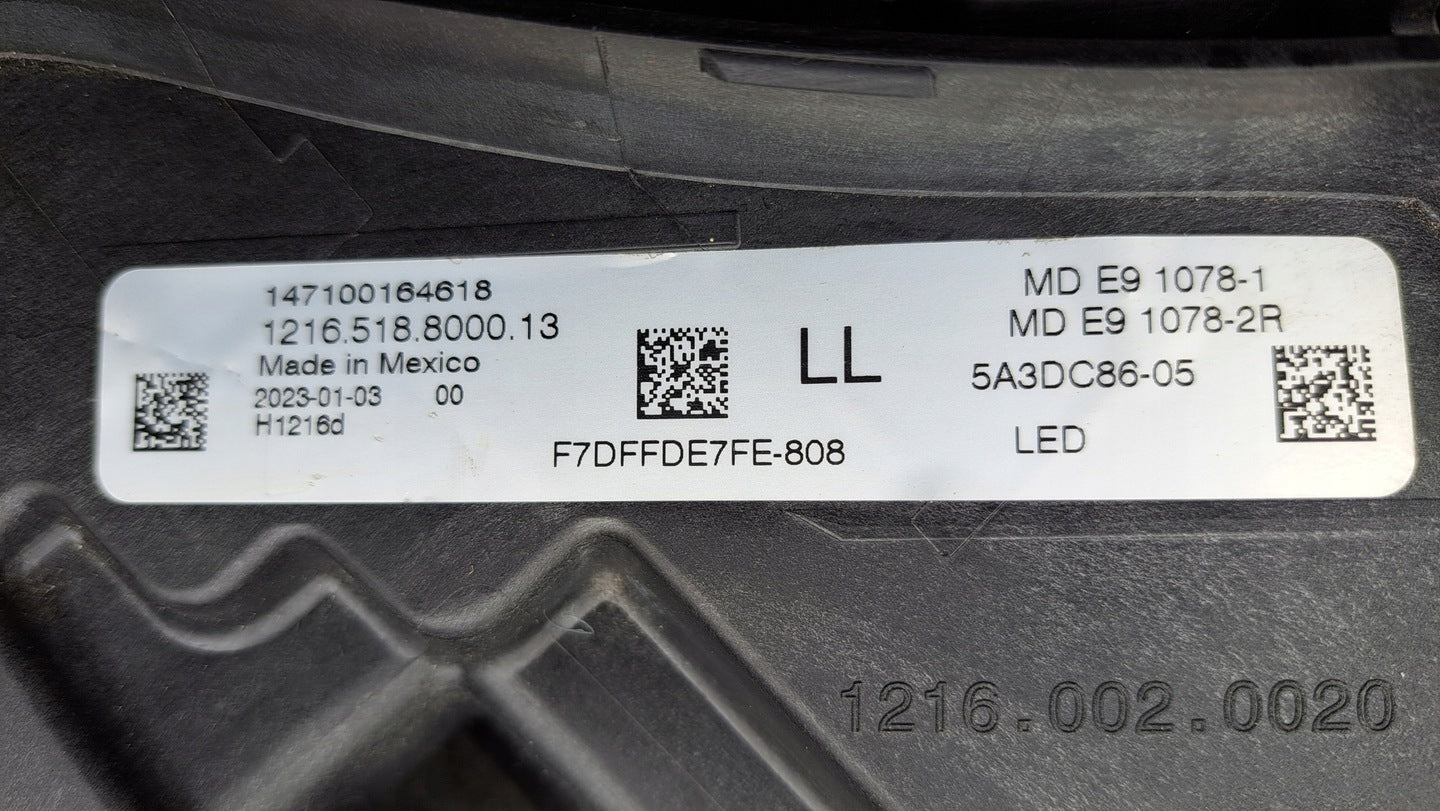 147100164618
1216.518.8000.13
Made in Mexico
2023-01-03 00
H1216d
LL
F7DFFDE7FE-808
MD E9 1078-1
MD E9 1078-2R
5A3DC86-05
LED
1216.002.0020